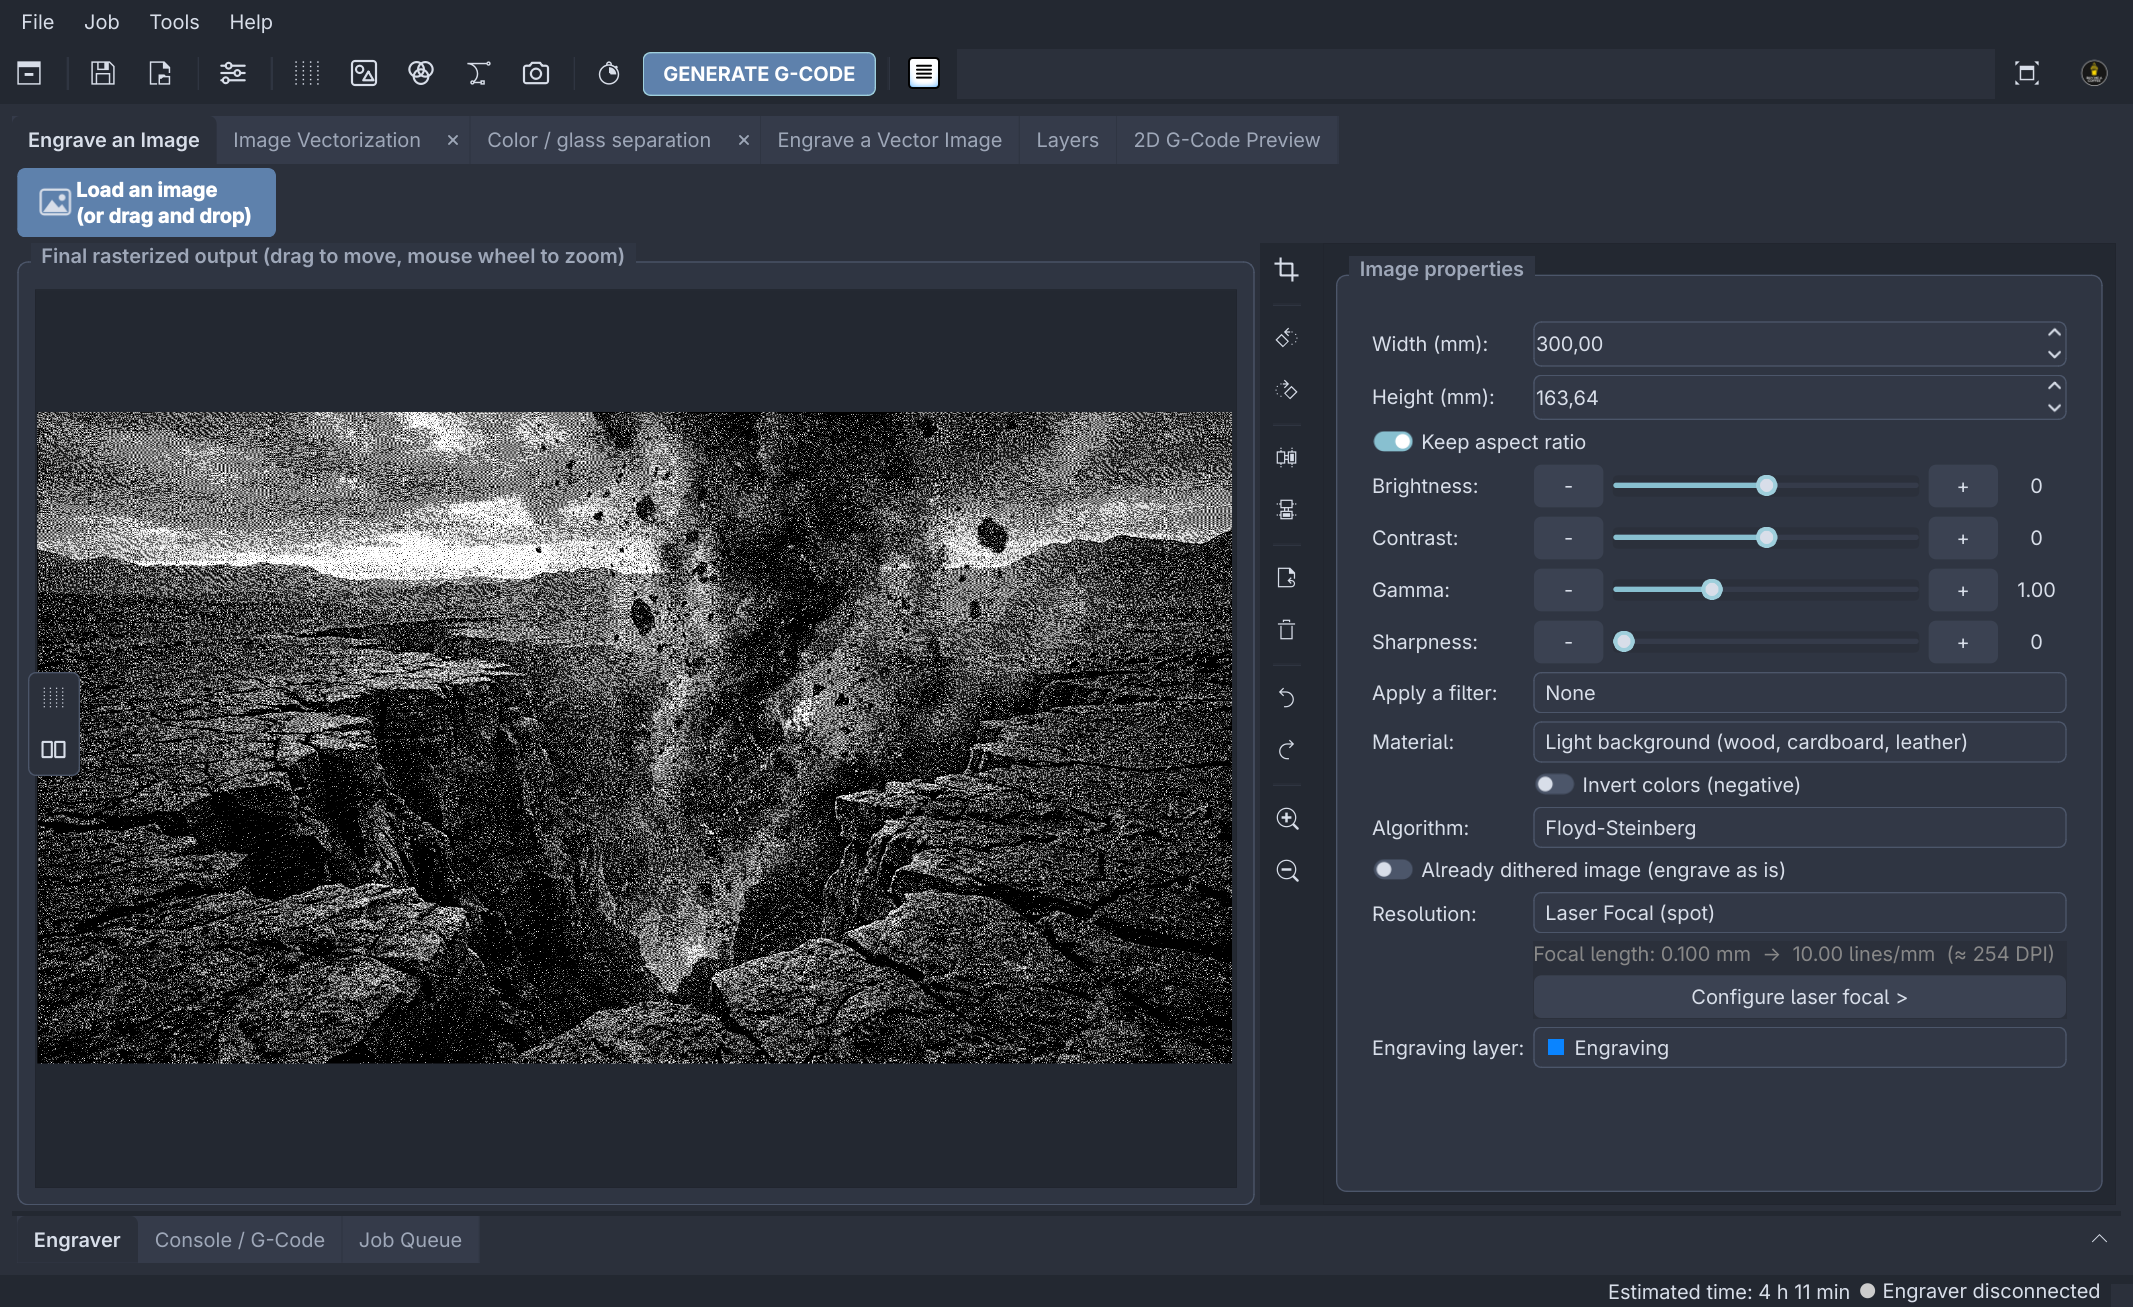 File Job Tools Help
GENERATE G-CODE
Engrave an Image Image Vectorization × Color / glass separation × Engrave a Vector Image Layers 2D G-Code Preview
Load an image
(or drag and drop)
Final rasterized output (drag to move, mouse wheel to zoom)
Image properties
Width (mm): 300,00
Height (mm): 163,64
Keep aspect ratio
Brightness: - + 0
Contrast: - + 0
Gamma: - + 1.00
Sharpness: - + 0
Apply a filter: None
Material: Light background (wood, cardboard, leather)
Invert colors (negative)
Algorithm: Floyd-Steinberg
Already dithered image (engrave as is)
Resolution: Laser Focal (spot)
Focal length: 0.100 mm → 10.00 lines/mm (≈ 254 DPI)
Configure laser focal >
Engraving layer: Engraving
Engraver Console / G-Code Job Queue
Estimated time: 4 h 11 min Engraver disconnected